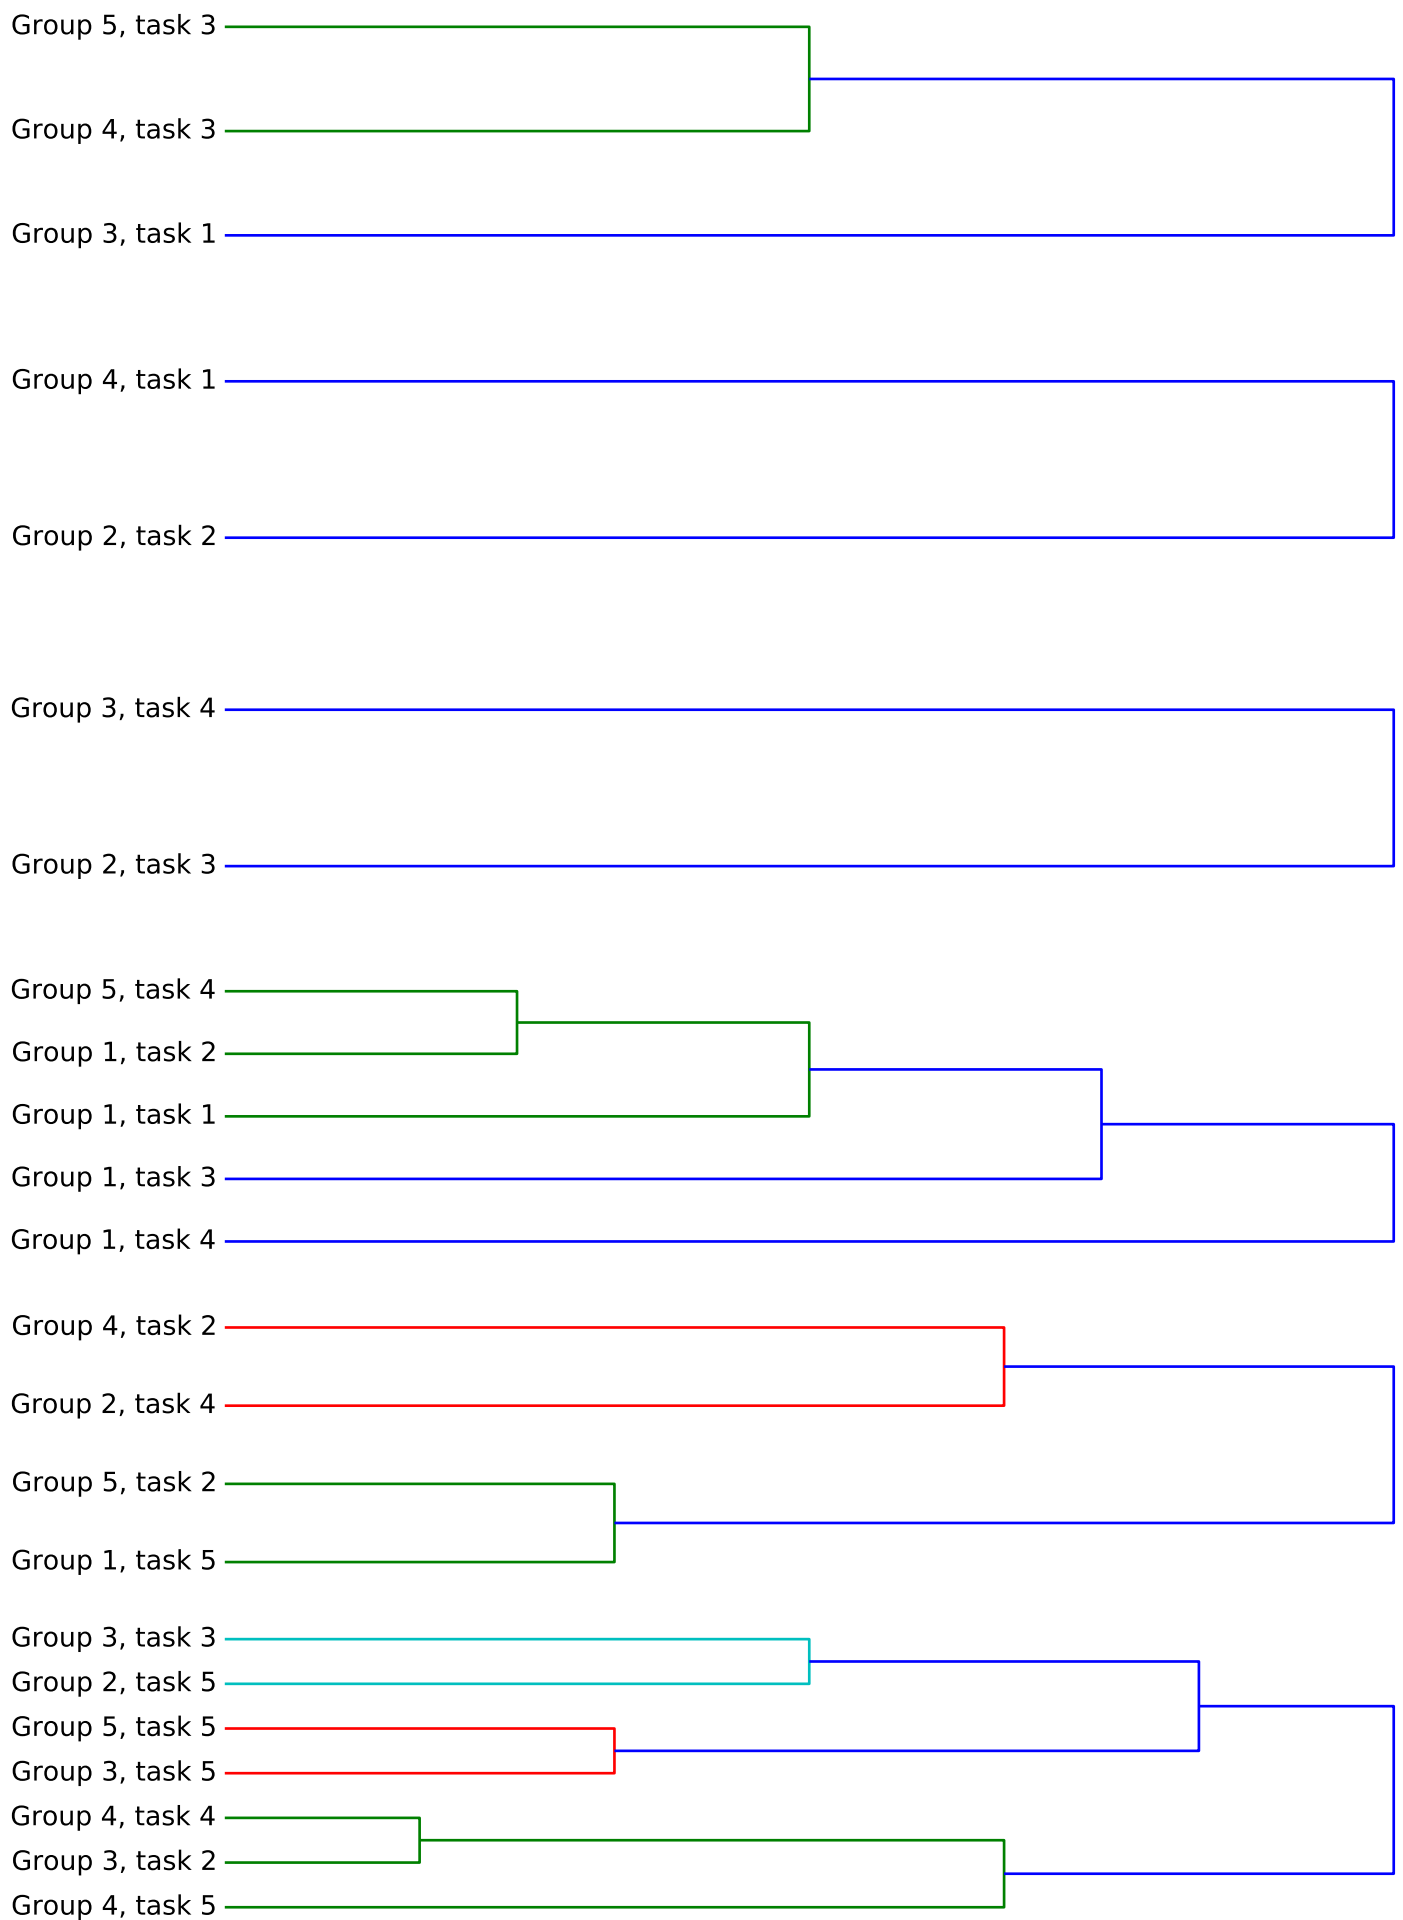 Group 5, task 3
Group 4, task 3
Group 3, task 1
Group 4, task 1
Group 2, task 2
Group 3, task 4
Group 2, task 3
Group 5, task 4
Group 1, task 2
Group 1, task 1
Group 1, task 3
Group 1, task 4
Group 4, task 2
Group 2, task 4
Group 5, task 2
Group 1, task 5
Group 3, task 3
Group 2, task 5
Group 5, task 5
Group 3, task 5
Group 4, task 4
Group 3, task 2
Group 4, task 5